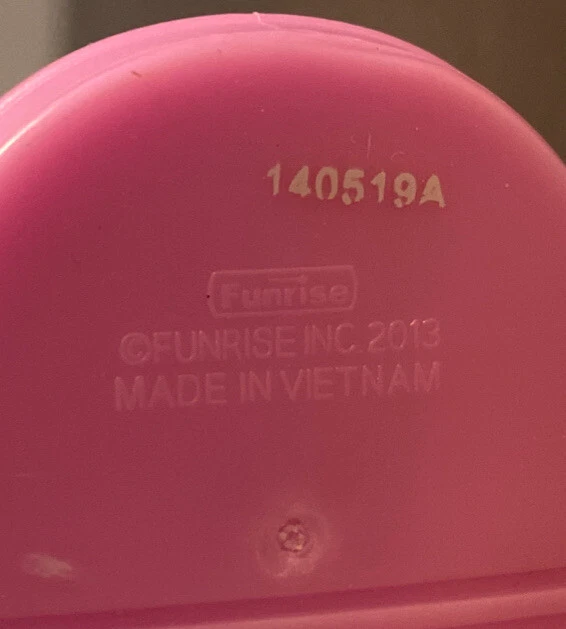 140519A
Funrise
©FUNRISE INC. 2013
MADE IN VIETNAM